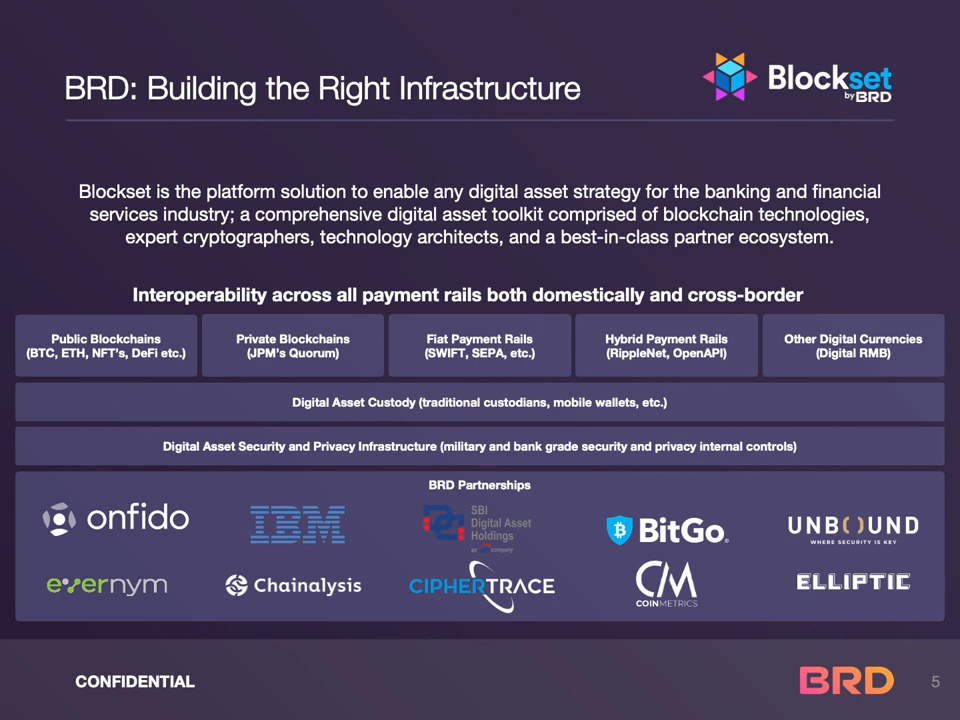 BRD: Building the Right Infrastructure
Blockset
by BRD
Blockset is the platform solution to enable any digital asset strategy for the banking and financial
services industry; a comprehensive digital asset toolkit comprised of blockchain technologies,
expert cryptographers, technology architects, and a best-in-class partner ecosystem.
Interoperability across all payment rails both domestically and cross-border
Public Blockchains
(BTC, ETH, NFT's, DeFi etc.)
Private Blockchains
(JPM's Quorum)
Fiat Payment Rails
(SWIFT, SEPA, etc.)
Hybrid Payment Rails
(RippleNet, OpenAPI)
Other Digital Currencies
(Digital RMB)
Digital Asset Custody (traditional custodians, mobile wallets, etc.)
Digital Asset Security and Privacy Infrastructure (military and bank grade security and privacy internal controls)
BRD Partnerships
onfido
IBM
SBI
Digital Asset
Holdings
an company
BitGo
UNBOUND
WHERE SECURITY IS KEY
evernym
Chainalysis
CIPHERTRACE
CM
COINMETRICS
ELLIPTIC
CONFIDENTIAL
BRD
5